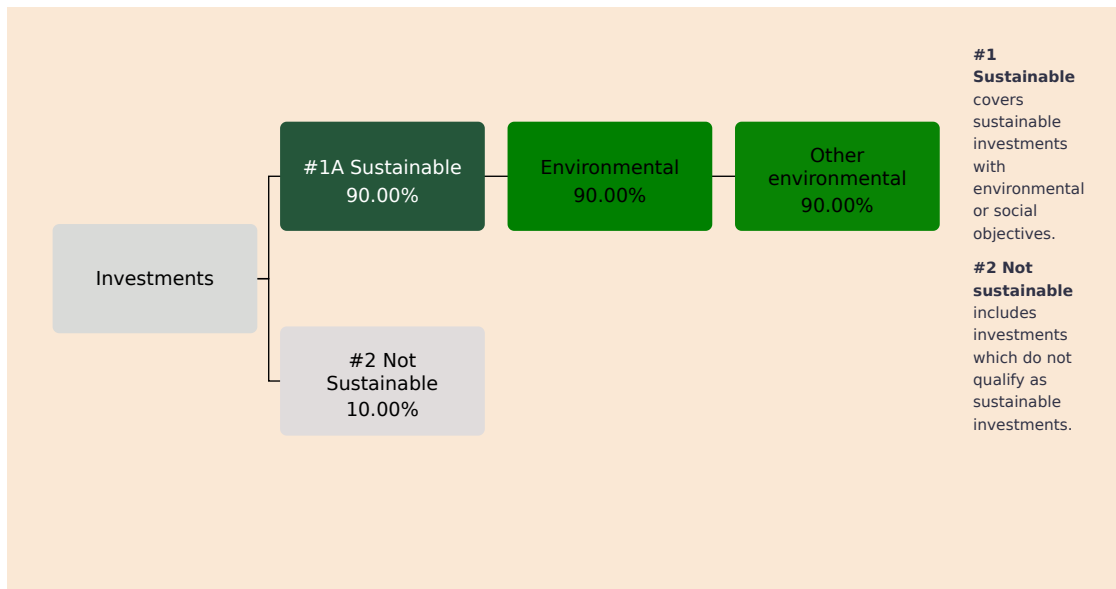 Investments
#1A Sustainable
90.00%
Environmental
90.00%
Other
environmental
90.00%
#2 Not
Sustainable
10.00%
#1
Sustainable
covers
sustainable
investments
with
environmental
or social
objectives.
#2 Not
sustainable
includes
investments
which do not
qualify as
sustainable
investments.